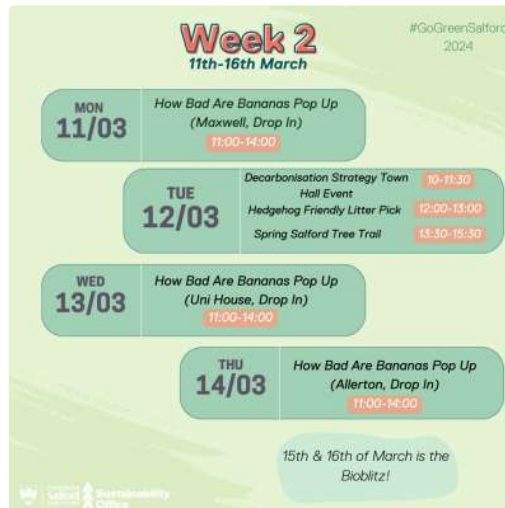 Week 2
11th-16th March
#GoGreenSalford
2024
MON
11/03
How Bad Are Bananas Pop Up
(Maxwell, Drop In)
11:00-14:00
TUE
12/03
Decarbonisation Strategy Town
Hall Event
10-11:30
Hedgehog Friendly Litter Pick
12:00-13:00
Spring Salford Tree Trail
13:30-15:30
WED
13/03
How Bad Are Bananas Pop Up
(Uni House, Drop In)
11:00-14:00
THU
14/03
How Bad Are Bananas Pop Up
(Allerton, Drop In)
11:00-14:00
15th & 16th of March is the
Bioblitz!
Salford
Sustainability
Office